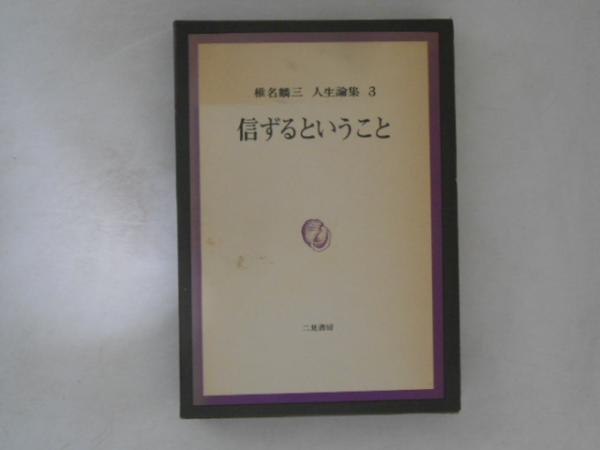 椎名麟三 人生論集 3
信ずるということ
二見書房